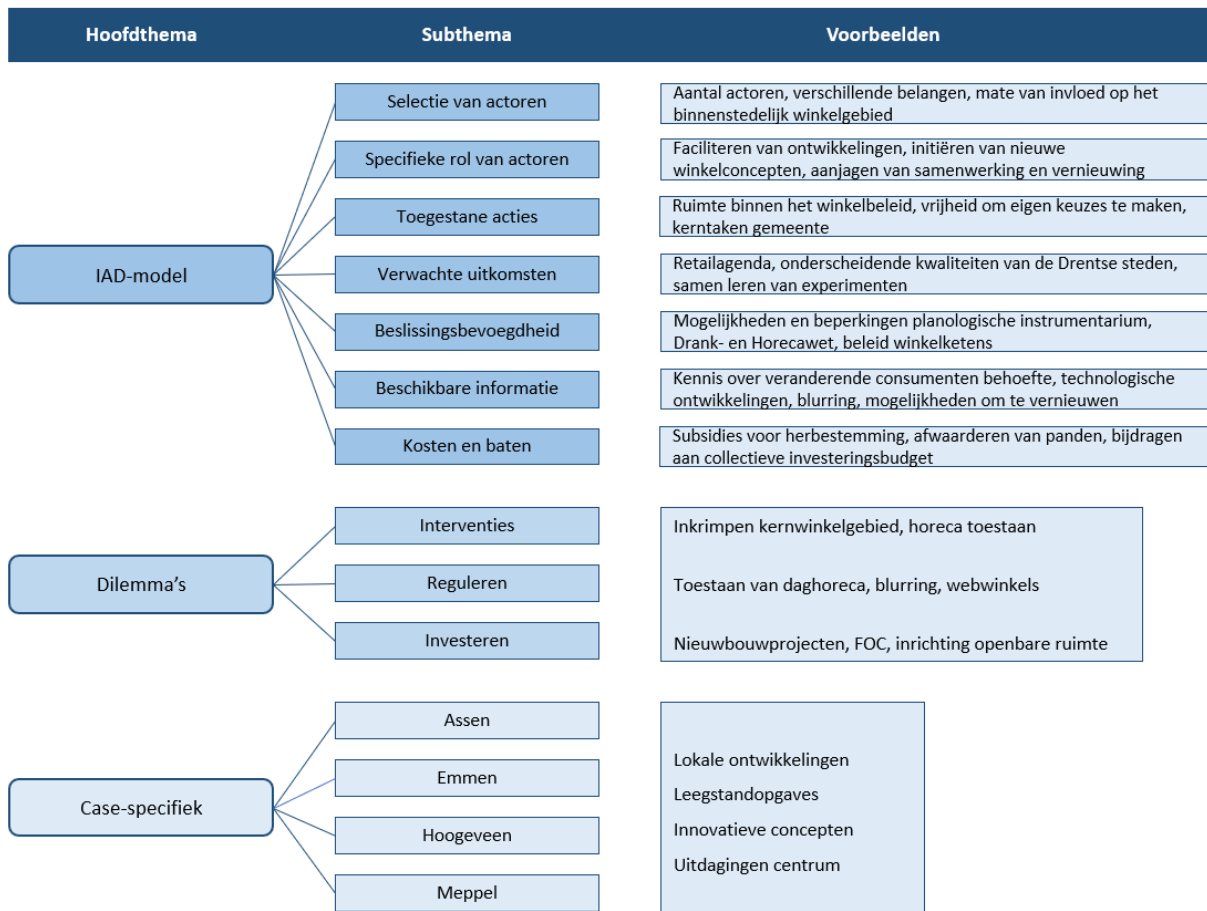 Hoofdthema
Subthema
Voorbeelden
IAD-model
Selectie van actoren
Aantal actoren, verschillende belangen, mate van invloed op het
binnenstedelijk winkelgebied
Specifieke rol van actoren
Faciliteren van ontwikkelingen, initiëren van nieuwe
winkelconcepten, aanjagen van samenwerking en vernieuwing
Toegestane acties
Ruimte binnen het winkelbeleid, vrijheid om eigen keuzes te maken,
kerntaken gemeente
Verwachte uitkomsten
Retailagenda, onderscheidende kwaliteiten van de Drentse steden,
samen leren van experimenten
Beslissingsbevoegdheid
Mogelijkheden en beperkingen planologische instrumentarium,
Drank- en Horecawet, beleid winkelketens
Beschikbare informatie
Kennis over veranderende consumenten behoefte, technologische
ontwikkelingen, blurring, mogelijkheden om te vernieuwen
Kosten en baten
Subsidies voor herbestemming, afwaarderen van panden, bijdragen
aan collectieve investeringsbudget
Dilemma's
Interventies
Inkrimpen kernwinkelgebied, horeca toestaan
Reguleren
Toestaan van daghoreca, blurring, webwinkels
Investeren
Nieuwbouwprojecten, FOC, inrichting openbare ruimte
Case-specifiek
Assen
Emmen
Hoogeveen
Meppel
Lokale ontwikkelingen
Leegstandopgaves
Innovatieve concepten
Uitdagingen centrum